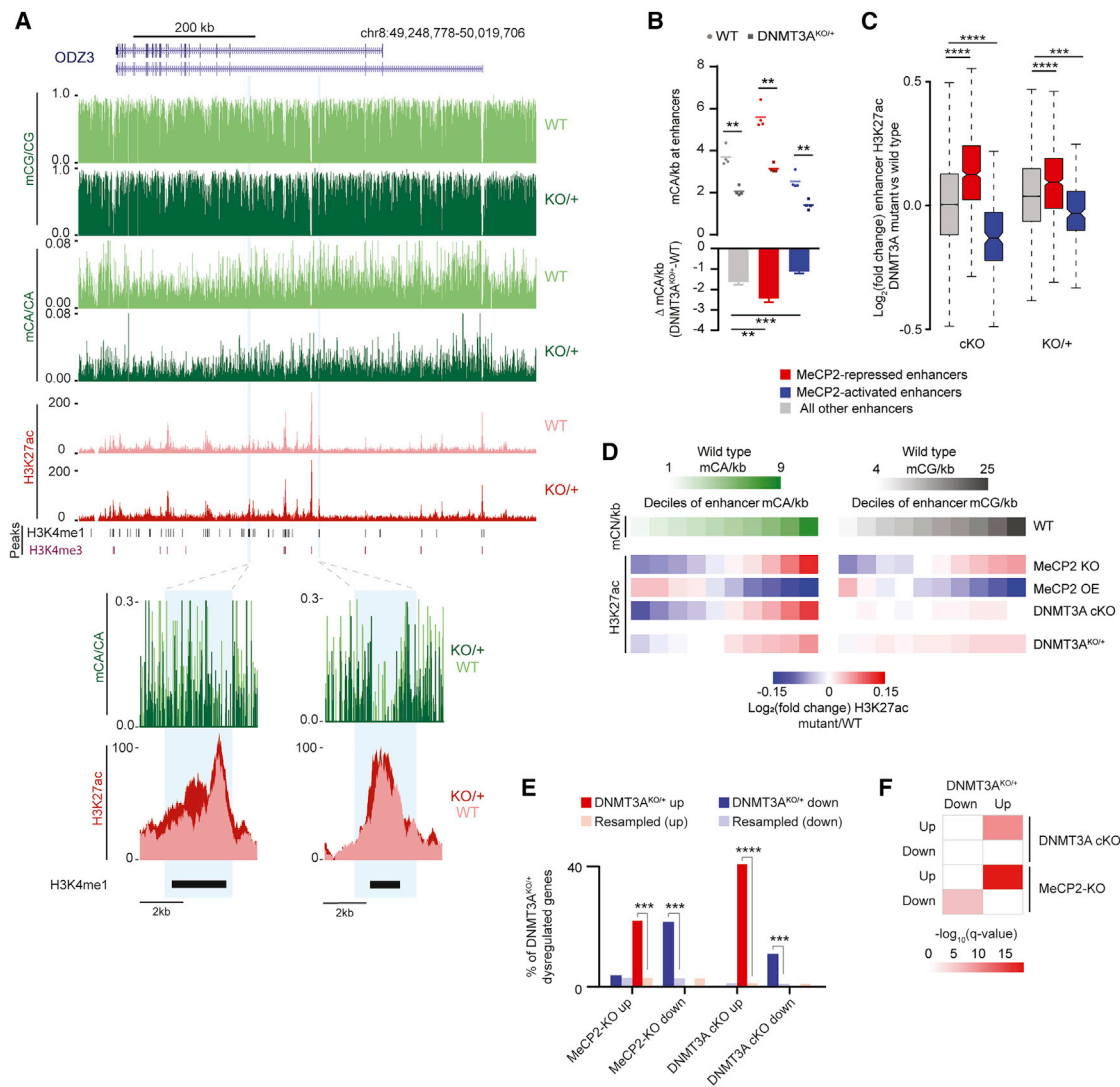 A
200 kb
chr8:49,248,778-50,019,706
ODZ3
mCG/CG
1.0
0.0
WT
1.0
0.0
KO/+
mCA/CA
0.08
0.00
WT
0.08
0.00
KO/+
H3K27ac
200
0
WT
200
0
KO/+
Peaks
H3K4me1
H3K4me3
mCA/CA
0.3
0.0
0.3
0.0
KO/+
WT
H3K27ac
100
0
100
0
KO/+
WT
H3K4me1
2kb
2kb
B
WT DNMT3A^KO/+
mCA/kb at enhancers
8
6
4
2
0
** ** **
Δ mCA/kb
(DNMT3A^KO/+-WT)
-1
-2
-3
-4
***
**
C
Log₂(fold change) enhancer H3K27ac
DNMT3A mutant vs wild type
0.5
0.0
-0.5
**** ***
**** ****
cKO KO/+
MeCP2-repressed enhancers
MeCP2-activated enhancers
All other enhancers
D
Wild type
mCA/kb
1 9
Deciles of enhancer mCA/kb
Wild type
mCG/kb
4 25
Deciles of enhancer mCG/kb
mCN/kb
WT
H3K27ac
MeCP2 KO
MeCP2 OE
DNMT3A cKO
DNMT3A^KO/+
-0.15 0 0.15
Log₂(fold change) H3K27ac
mutant/WT
E
DNMT3A^KO/+ up DNMT3A^KO/+ down
Resampled (up) Resampled (down)
% of DNMT3A^KO/+
dysregulated genes
40
0
*** *** **** ***
MeCP2-KO up
MeCP2-KO down
DNMT3A cKO up
DNMT3A cKO down
F
DNMT3A^KO/+
Down Up
Up
Down
DNMT3A cKO
Up
Down
MeCP2-KO
-log₁₀(q-value)
0 5 10 15